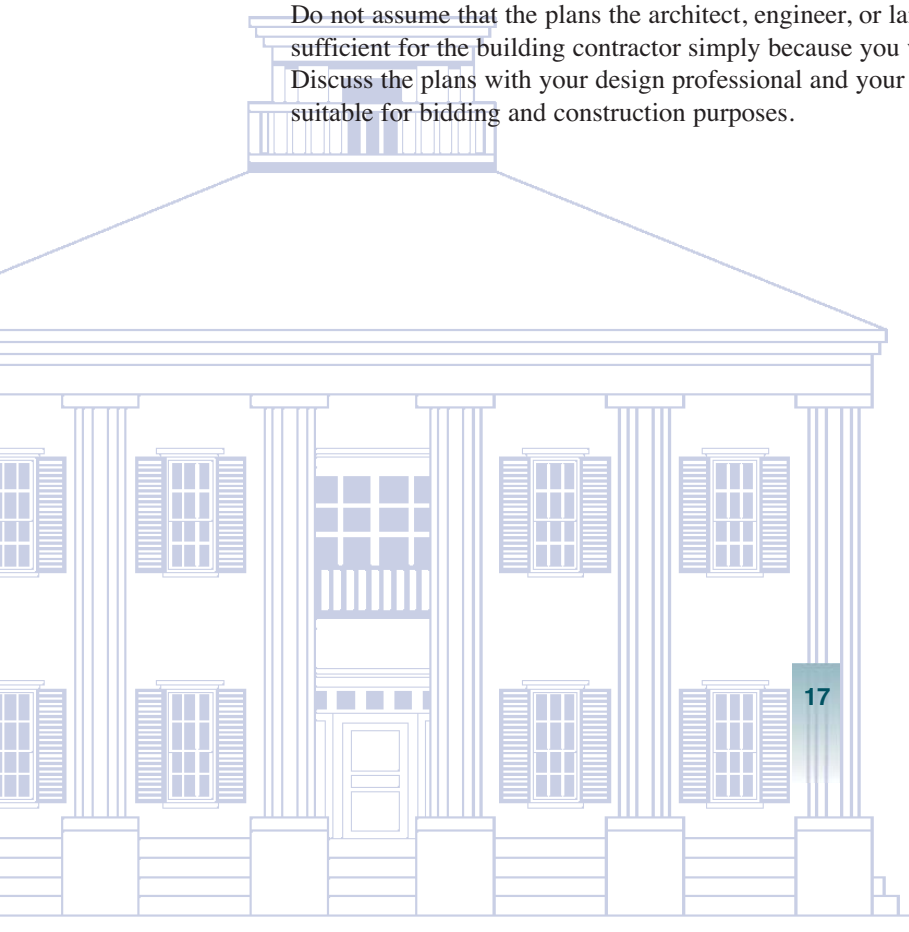 Do not assume that the plans the architect, engineer, or
sufficient for the building contractor simply because you
Discuss the plans with your design professional and your
suitable for bidding and construction purposes.
17